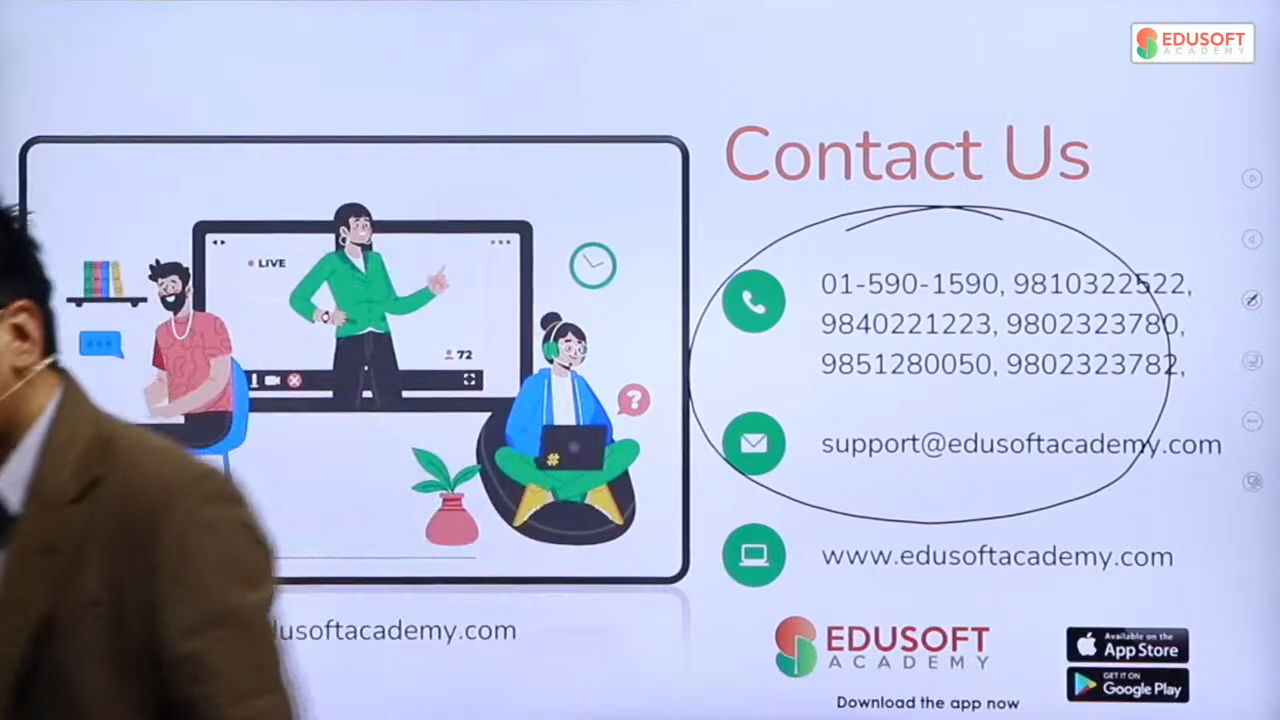 EDUSOFT
ACADEMY
Contact Us
LIVE
72
?
01-590-1590, 9810322522,
9840221223, 9802323780,
9851280050, 9802323782,
support@edusoftacademy.com
www.edusoftacademy.com
dusoftacademy.com
EDUSOFT
ACADEMY
Download the app now
Available on the
App Store
GET IT ON
Google Play